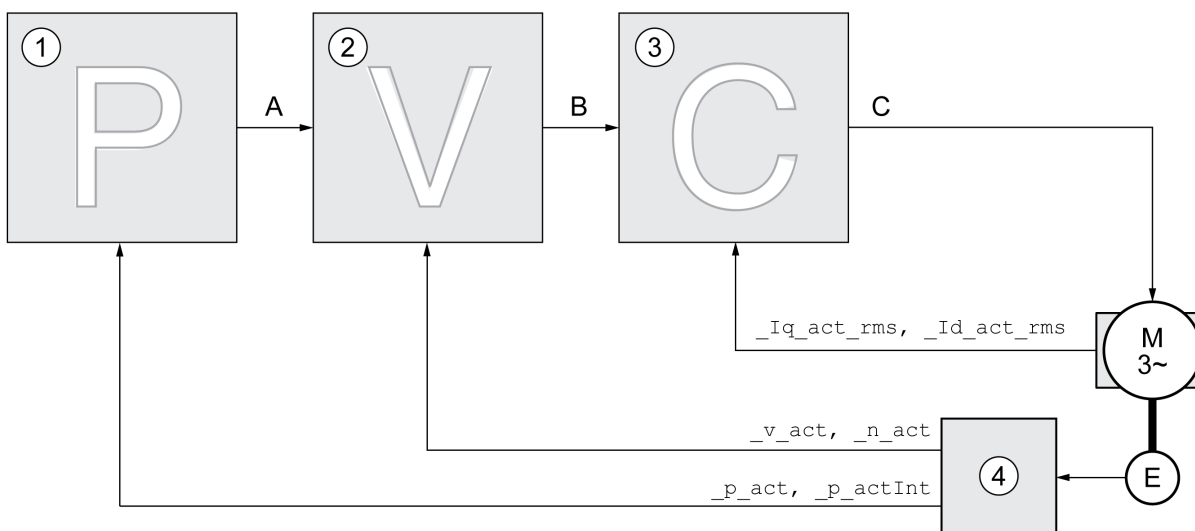 1
2
3
P
V
C
A
B
C
_Iq_act_rms, _Id_act_rms
M
3~
_v_act, _n_act
_p_act, _p_actInt
4
E